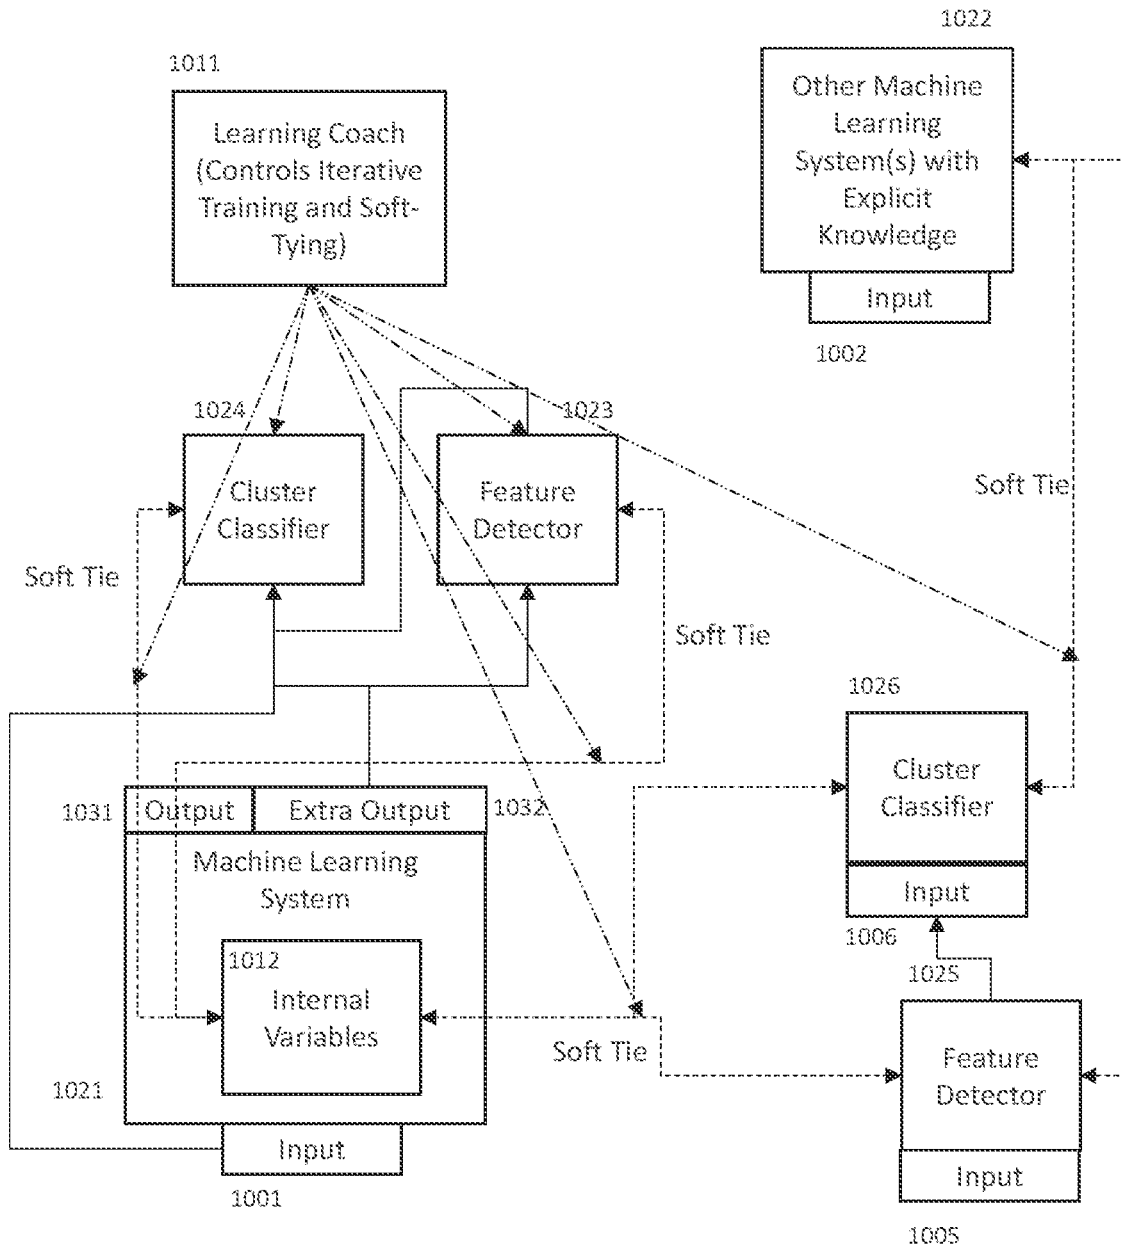 1022
1011
Other Machine
Learning
System(s) with
Explicit
Knowledge
Learning Coach
(Controls Iterative
Training and Soft-
Tying)
Input
1002
1024
1023
Cluster
Classifier
Feature
Detector
Soft Tie
Soft Tie
Soft Tie
1026
Cluster
Classifier
Input
1006
1031
Output
Extra Output
1032
Machine Learning
System
1012
Internal
Variables
1025
Soft Tie
Feature
Detector
1021
Input
Input
1001
1005